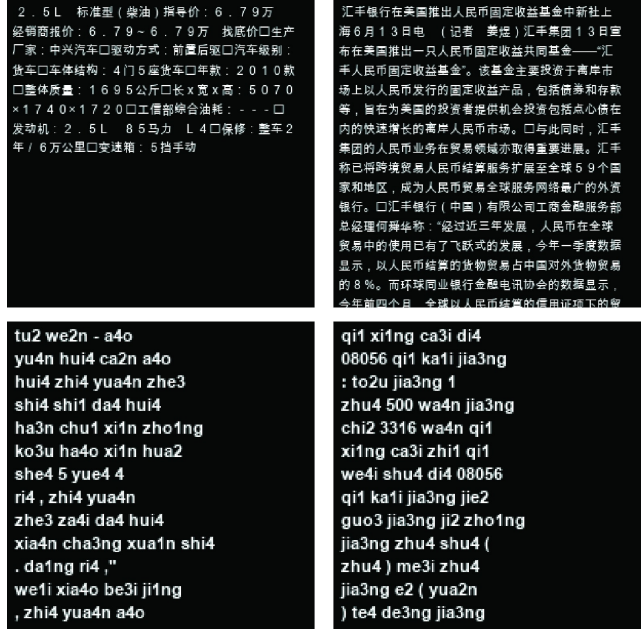 ２．５Ｌ　标准型（柴油）指导价：６．７９万
经销商报价：６．７９～６．７９万　找底价□生产
厂家：中兴汽车□驱动方式：前置后驱□汽车级别：
货车□车体结构：４门５座货车□年款：２０１０款
□整体质量：１６９５公斤□长ｘ宽ｘ高：５０７０
×１７４０×１７２０□工信部综合油耗：－－－□
发动机：２．５Ｌ　８５马力　Ｌ４□保修：整车２
年／６万公里□变速箱：５挡手动
汇丰银行在美国推出人民币固定收益基金中新社上
海６月１３日电　（记者　姜煜）汇丰集团１３日宣
布在美国推出一只人民币固定收益共同基金——“汇
丰人民币固定收益基金”。该基金主要投资于离岸市
场上以人民币发行的固定收益产品，包括债券和存款
等，旨在为美国的投资者提供机会投资包括点心债在
内的快速增长的离岸人民币市场。□与此同时，汇丰
集团的人民币业务在贸易领域亦取得重要进展。汇丰
称已将跨境贸易人民币结算服务扩展至全球５９个国
家和地区，成为人民币贸易全球服务网络最广的外资
银行。□汇丰银行（中国）有限公司工商金融服务部
总经理何舜华称：“经过近三年发展，人民币在全球
贸易中的使用已有了飞跃式的发展，今年一季度数据
显示，以人民币结算的货物贸易占中国对外货物贸易
的８％。而环球同业银行金融电讯协会的数据显示，
今年前四个月，全球以人民币结算的信用证项下的贸
tu2 we2n - a4o
yu4n hui4 ca2n a4o
hui4 zhi4 yua4n zhe3
shi4 shi1 da4 hui4
ha3n chu1 xi1n zho1ng
ko3u ha4o xi1n hua2
she4 5 yue4 4
ri4 , zhi4 yua4n
zhe3 za4i da4 hui4
xia4n cha3ng xua1n shi4
. da1ng ri4 ,"
we1i xia4o be3i ji1ng
, zhi4 yua4n a4o
qi1 xi1ng ca3i di4
08056 qi1 ka1i jia3ng
: to2u jia3ng 1
zhu4 500 wa4n jia3ng
chi2 3316 wa4n qi1
xi1ng ca3i zhi1 qi1
we4i shu4 di4 08056
qi1 ka1i jia3ng jie2
guo3 jia3ng ji2 zho1ng
jia3ng zhu4 shu4 (
zhu4 ) me3i zhu4
jia3ng e2 ( yua2n
) te4 de3ng jia3ng